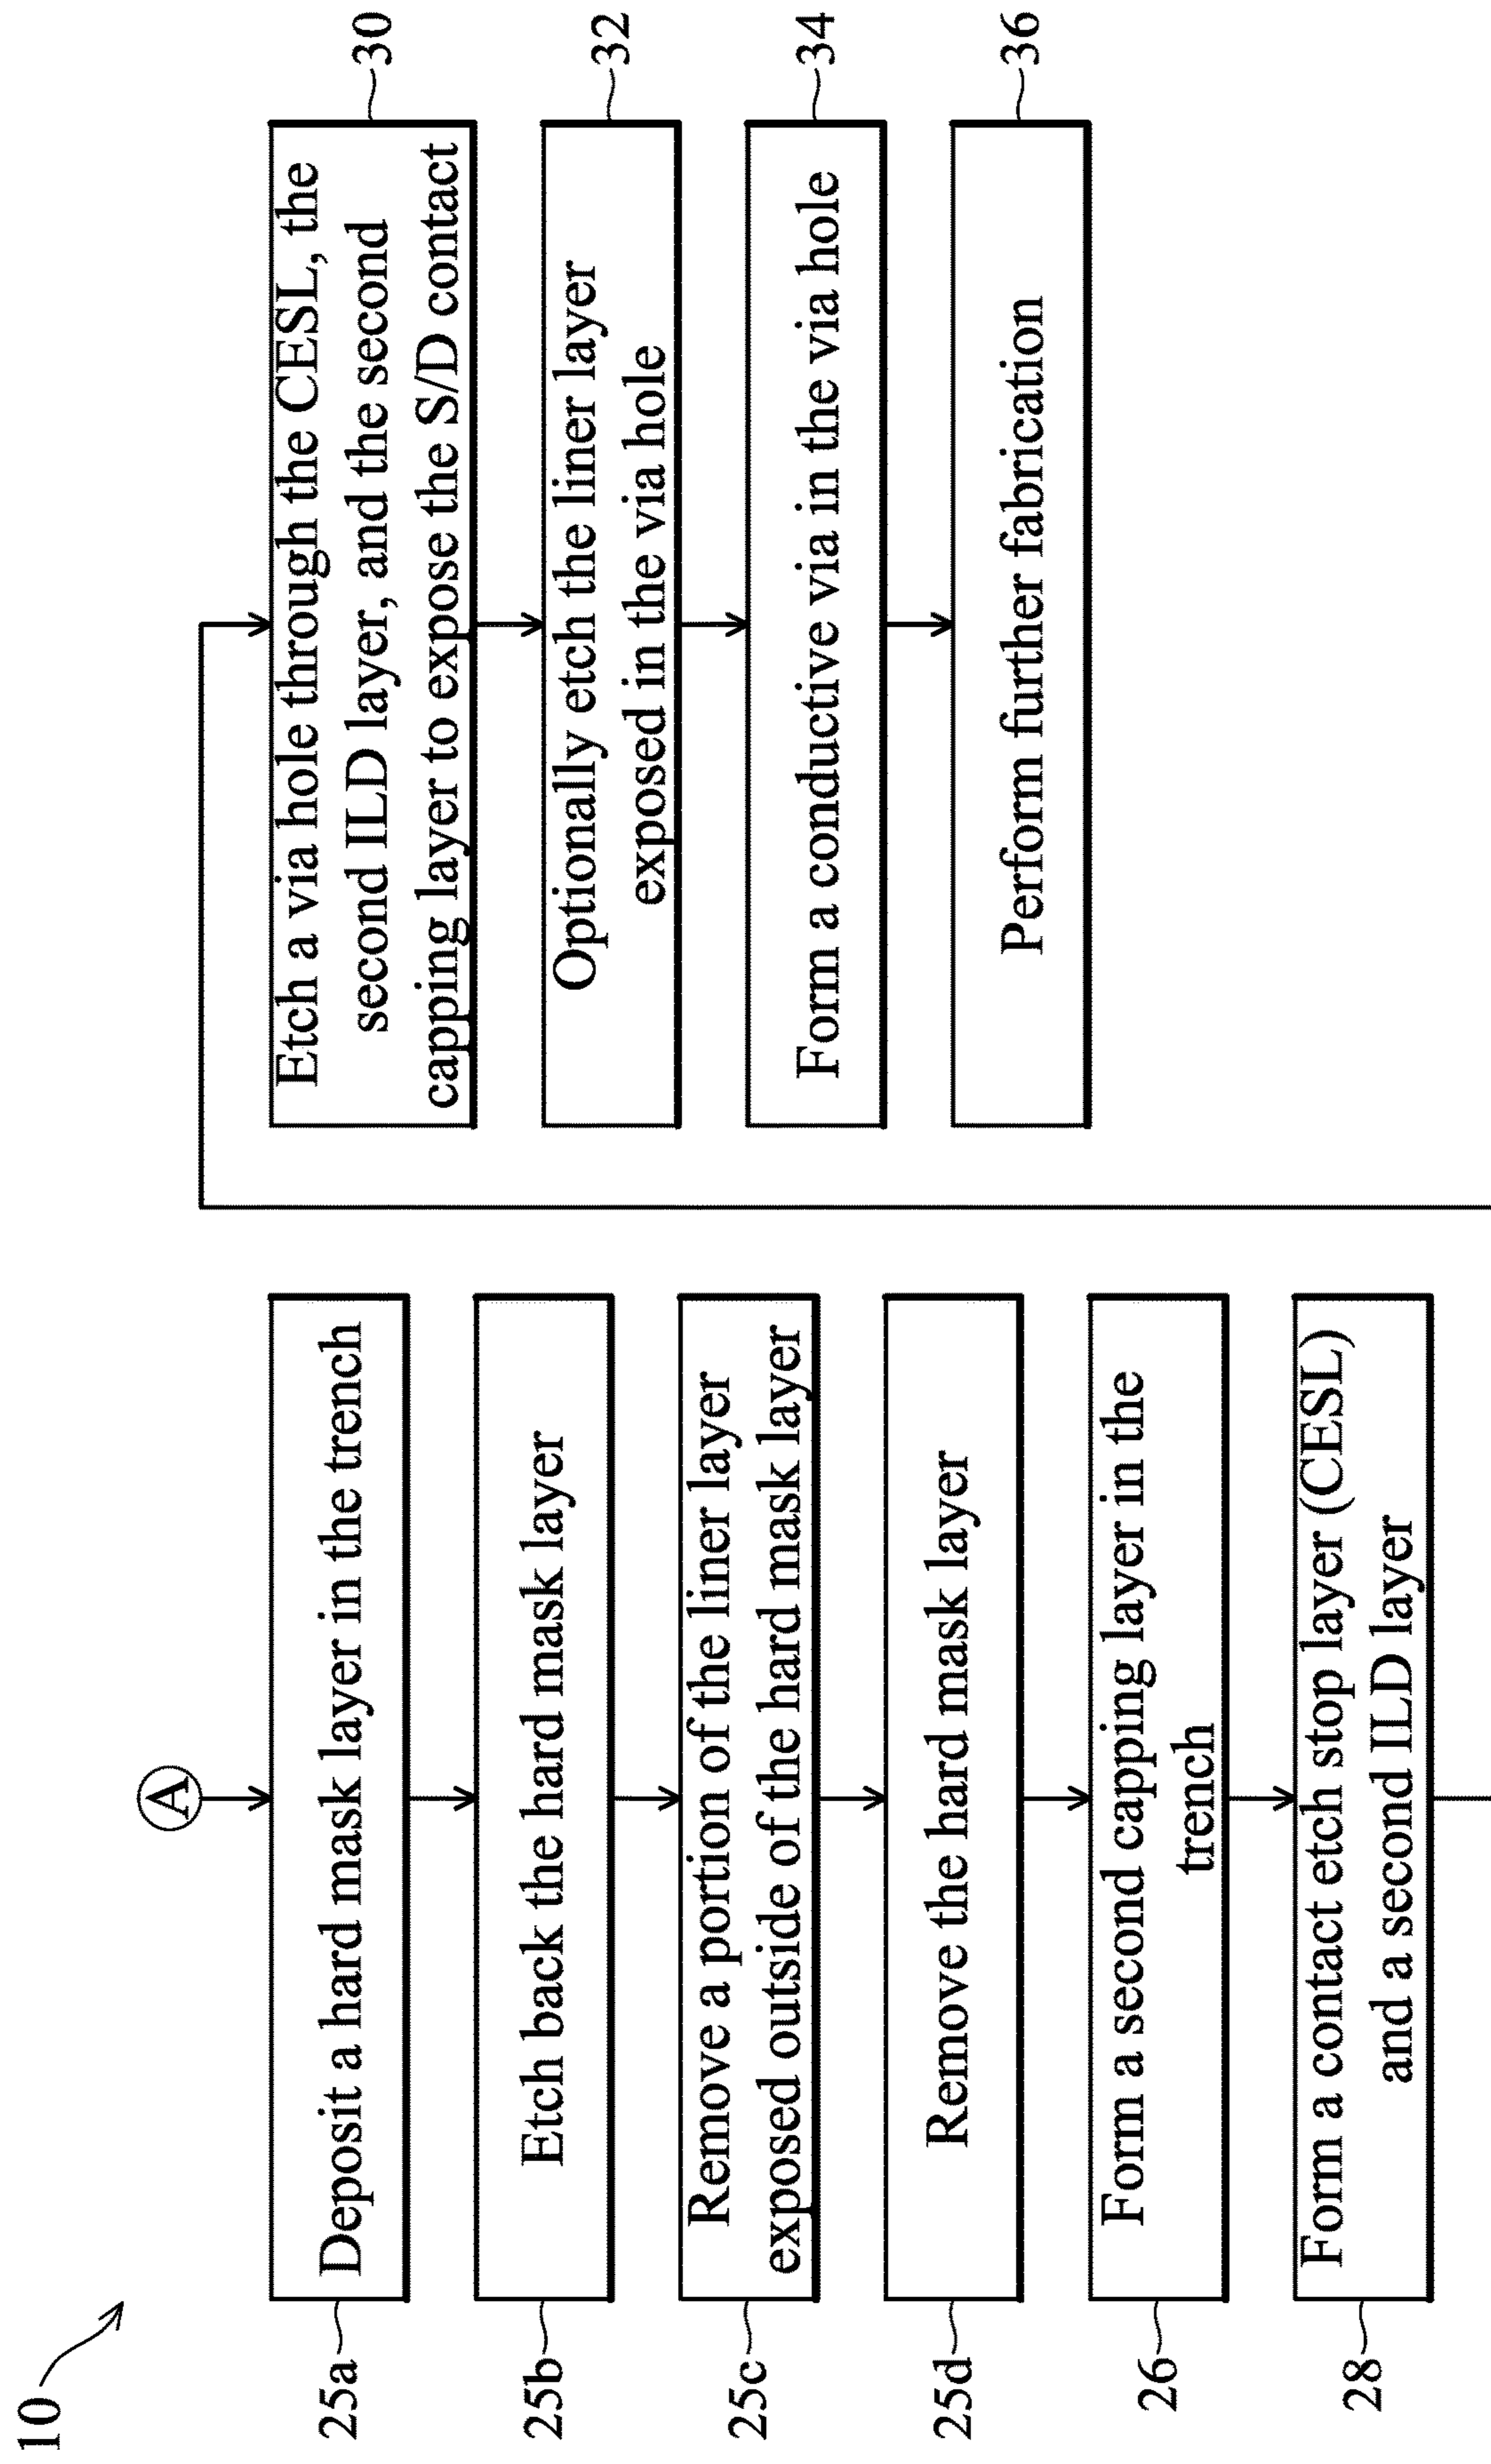 10
A
25a
Deposit a hard mask layer in the trench
25b
Etch back the hard mask layer
25c
Remove a portion of the liner layer
exposed outside of the hard mask layer
25d
Remove the hard mask layer
26
Form a second capping layer in the
trench
28
Form a contact etch stop layer (CESL)
and a second ILD layer
Etch a via hole through the CESL, the
second ILD layer, and the second
capping layer to expose the S/D contact
30
Optionally etch the liner layer
exposed in the via hole
32
Form a conductive via in the via hole
34
Perform further fabrication
36